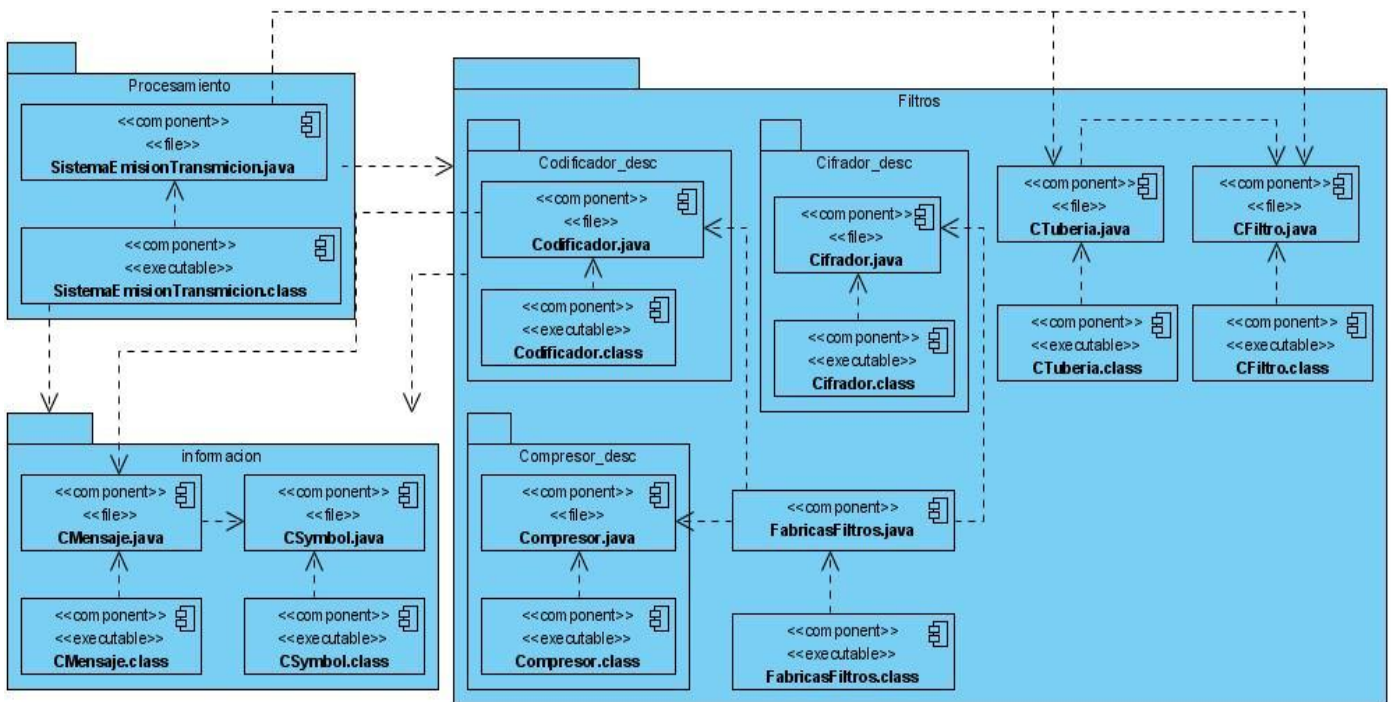 Procesamiento
<<component>>
<<file>>
SistemaEmisionTransmicion.java
<<component>>
<<executable>>
SistemaEmisionTransmicion.class
informacion
<<component>>
<<file>>
CMensaje.java
<<component>>
<<file>>
CSymbol.java
<<component>>
<<executable>>
CMensaje.class
<<component>>
<<executable>>
CSymbol.class
Filtros
Codificador_desc
<<component>>
<<file>>
Codificador.java
<<component>>
<<executable>>
Codificador.class
Cifrador_desc
<<component>>
<<file>>
Cifrador.java
<<component>>
<<executable>>
Cifrador.class
<<component>>
<<file>>
CTuberia.java
<<component>>
<<file>>
CFiltro.java
<<component>>
<<executable>>
CTuberia.class
<<component>>
<<executable>>
CFiltro.class
Compresor_desc
<<component>>
<<file>>
Compresor.java
<<component>>
<<executable>>
Compresor.class
<<component>>
FabricasFiltros.java
<<component>>
<<executable>>
FabricasFiltros.class